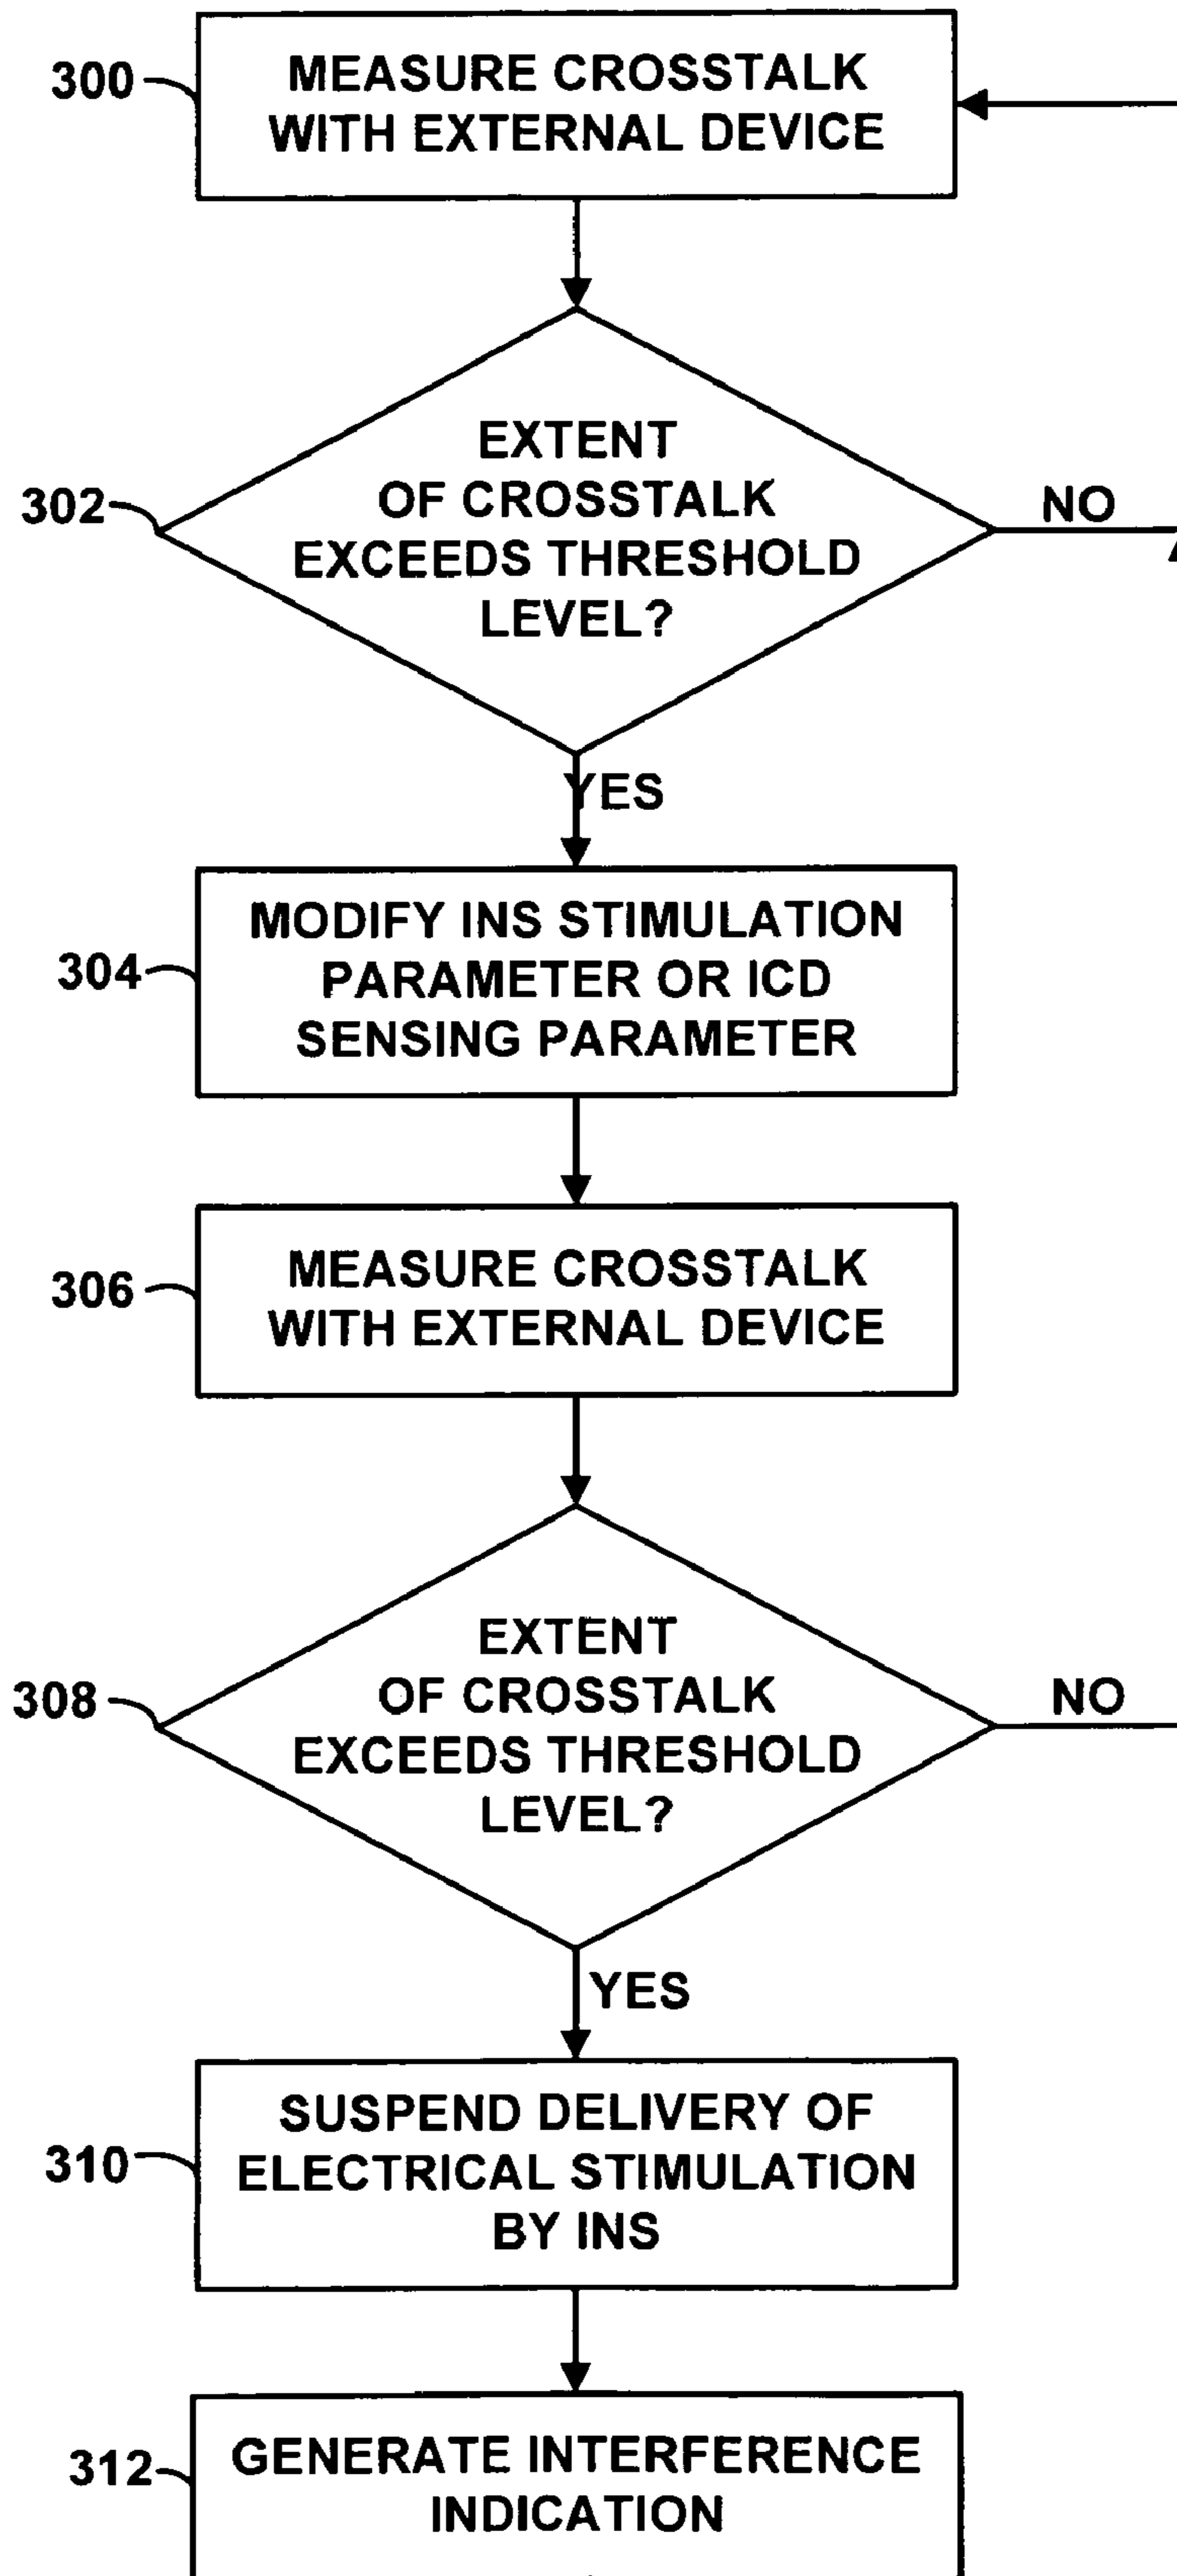 300
MEASURE CROSSTALK
WITH EXTERNAL DEVICE
302
EXTENT
OF CROSSTALK
EXCEEDS THRESHOLD
LEVEL?
NO
YES
304
MODIFY INS STIMULATION
PARAMETER OR ICD
SENSING PARAMETER
306
MEASURE CROSSTALK
WITH EXTERNAL DEVICE
308
EXTENT
OF CROSSTALK
EXCEEDS THRESHOLD
LEVEL?
NO
YES
310
SUSPEND DELIVERY OF
ELECTRICAL STIMULATION
BY INS
312
GENERATE INTERFERENCE
INDICATION